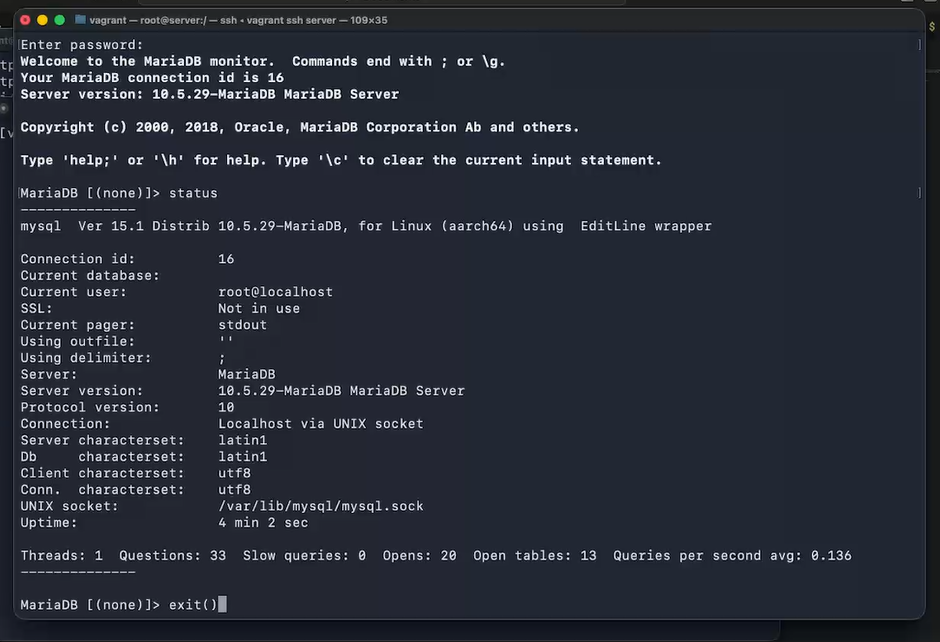 vagrant — root@server:/ — ssh • vagrant ssh server — 109×35
Enter password:
Welcome to the MariaDB monitor.  Commands end with ; or \g.
Your MariaDB connection id is 16
Server version: 10.5.29-MariaDB MariaDB Server
Copyright (c) 2000, 2018, Oracle, MariaDB Corporation Ab and others.
Type 'help;' or '\h' for help. Type '\c' to clear the current input statement.
MariaDB [(none)]> status
--------------
mysql  Ver 15.1 Distrib 10.5.29-MariaDB, for Linux (aarch64) using  EditLine wrapper
Connection id:          16
Current database:
Current user:           root@localhost
SSL:                    Not in use
Current pager:          stdout
Using outfile:          ''
Using delimiter:        ;
Server:                 MariaDB
Server version:         10.5.29-MariaDB MariaDB Server
Protocol version:       10
Connection:             Localhost via UNIX socket
Server characterset:    latin1
Db     characterset:    latin1
Client characterset:    utf8
Conn.  characterset:    utf8
UNIX socket:            /var/lib/mysql/mysql.sock
Uptime:                 4 min 2 sec
Threads: 1  Questions: 33  Slow queries: 0  Opens: 20  Open tables: 13  Queries per second avg: 0.136
--------------
MariaDB [(none)]> exit()